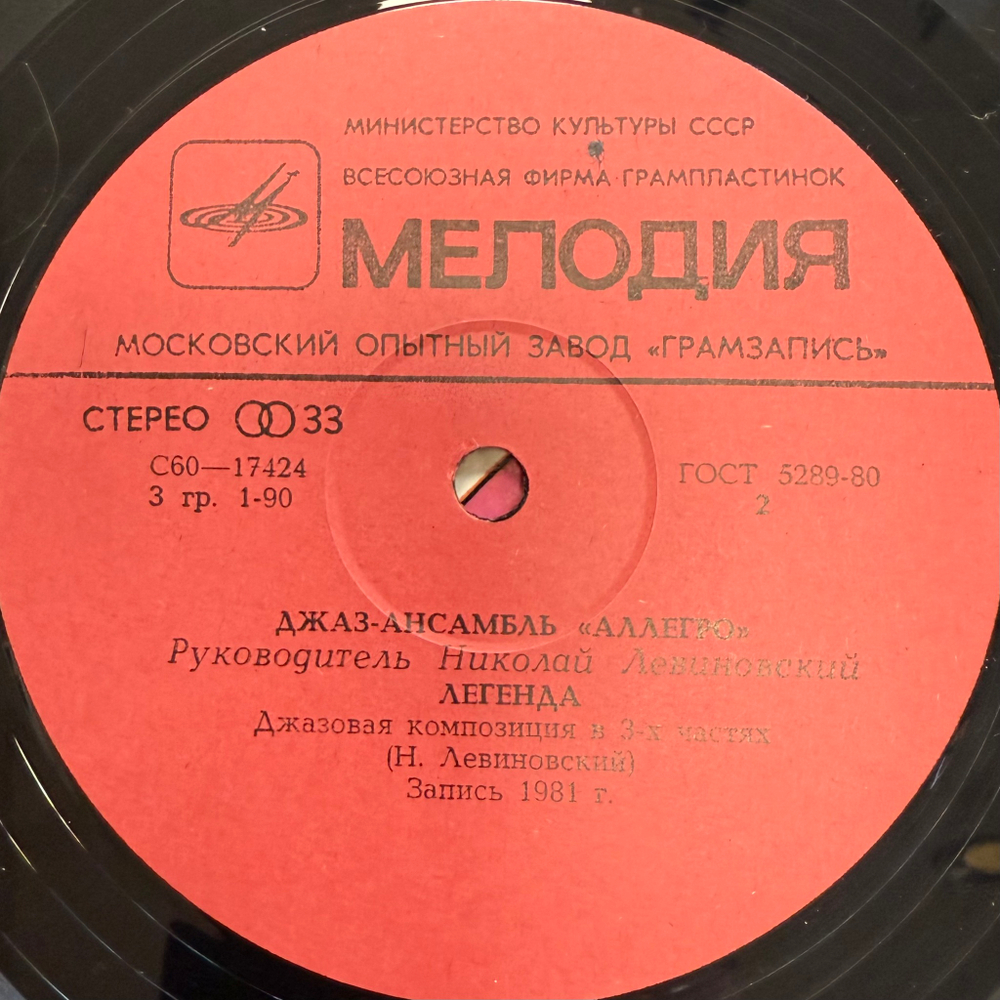 МИНИСТЕРСТВО КУЛЬТУРЫ СССР
ВСЕСОЮЗНАЯ ФИРМА ГРАМПЛАСТИНОК
МЕЛОДИЯ
МОСКОВСКИЙ ОПЫТНЫЙ ЗАВОД «ГРАМЗАПИСЬ»
СТЕРЕО 33
С60—17424
3 гр. 1-90
ГОСТ 5289-80
2
ДЖАЗ-АНСАМБЛЬ «АЛЛЕГРО»
Руководитель Николай Левиновский
ЛЕГЕНДА
Джазовая композиция в 3-х частях
(Н. Левиновский)
Запись 1981 г.